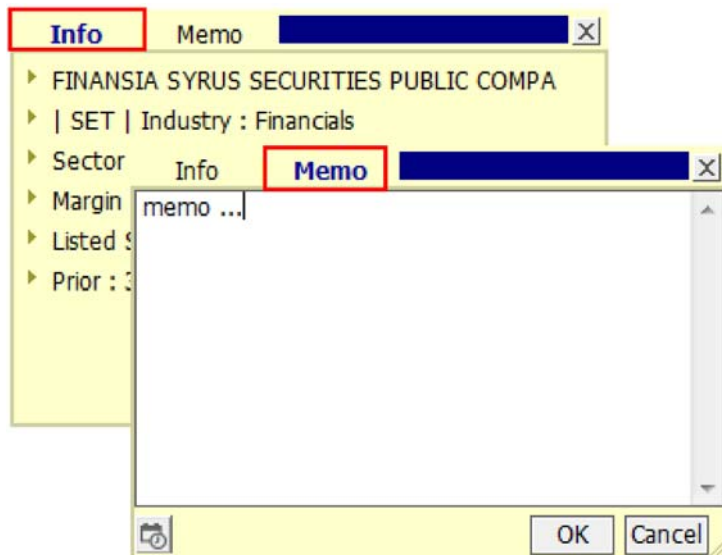 Info Memo X
FINANSIA SYRUS SECURITIES PUBLIC COMPA
| SET | Industry : Financials
Sector
Margin
Listed
Prior : 3
Info Memo X
memo ...
OK Cancel